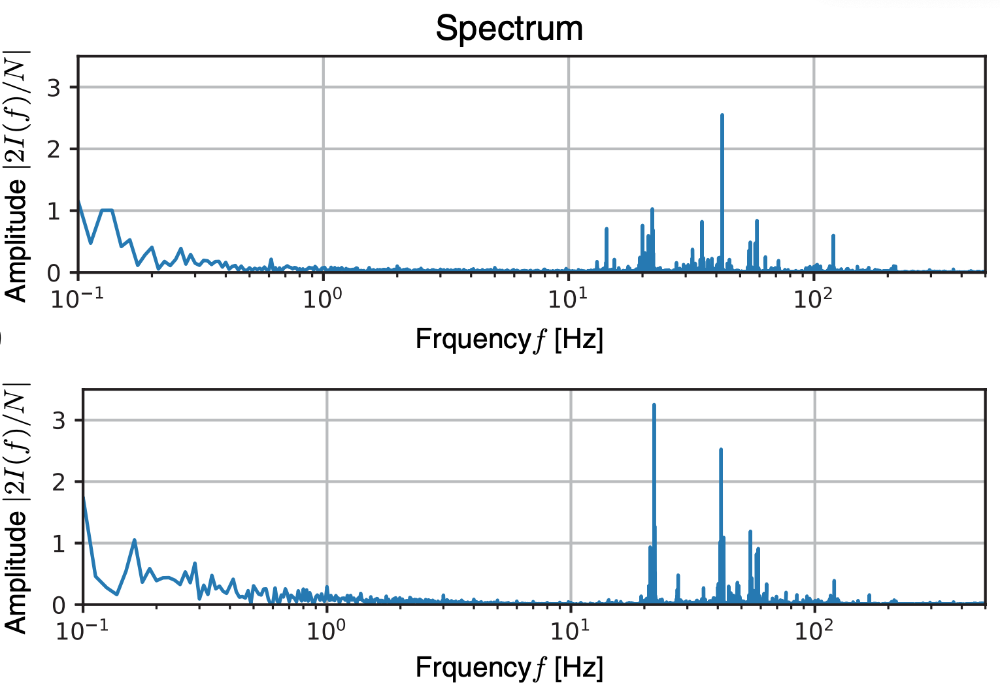 Spectrum
Amplitude |2I(f)/N|
3
2
1
0
10⁻¹ 10⁰ 10¹ 10²
Frquency f [Hz]
)
Amplitude |2I(f)/N|
3
2
1
0
10⁻¹ 10⁰ 10¹ 10²
Frquency f [Hz]